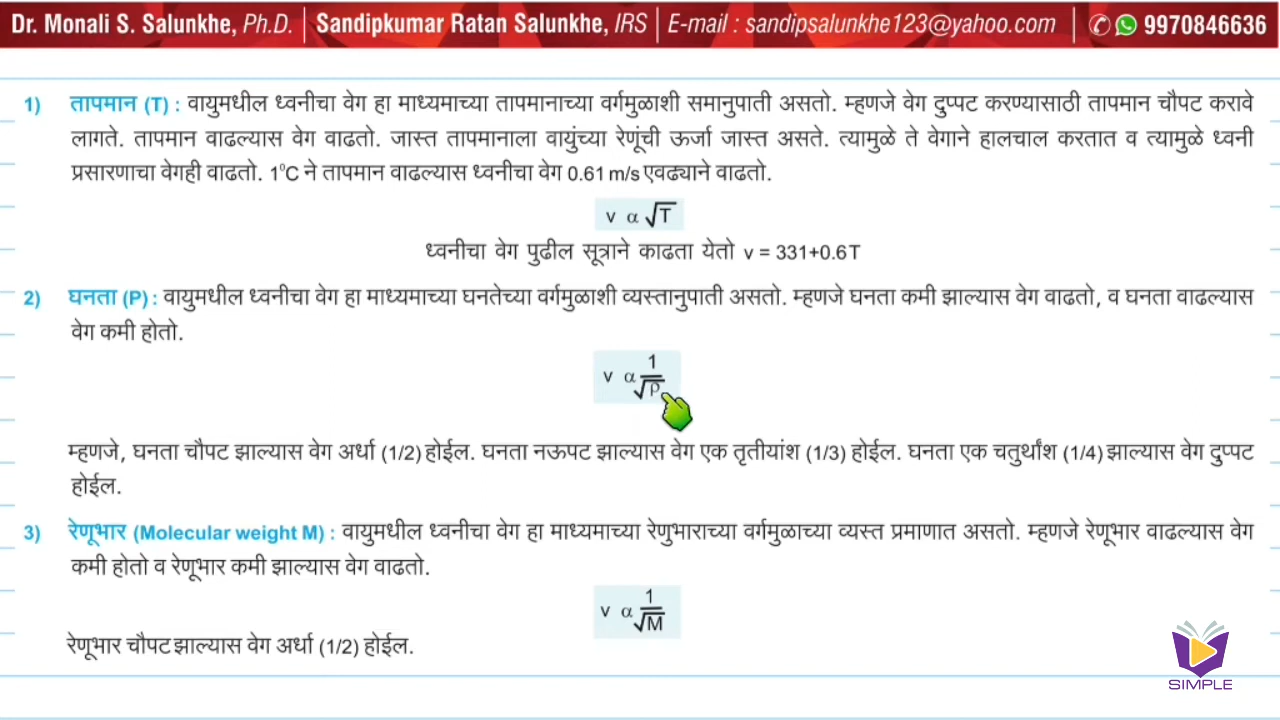 Dr. Monali S. Salunkhe, Ph.D. | Sandipkumar Ratan Salunkhe, IRS | E-mail : sandipsalunkhe123@yahoo.com | 9970846636
1) तापमान (T) : वायुमधील ध्वनीचा वेग हा माध्यमाच्या तापमानाच्या वर्गमुळाशी समानुपाती असतो. म्हणजे वेग दुप्पट करण्यासाठी तापमान चौपट करावे
लागते. तापमान वाढल्यास वेग वाढतो. जास्त तापमानाला वायुंच्या रेणूंची ऊर्जा जास्त असते. त्यामुळे ते वेगाने हालचाल करतात व त्यामुळे ध्वनी
प्रसारणाचा वेगही वाढतो. 1⁰C ने तापमान वाढल्यास ध्वनीचा वेग 0.61 m/s एवढ्याने वाढतो.
v α √T
ध्वनीचा वेग पुढील सूत्राने काढता येतो v = 331+0.6T
2) घनता (P) : वायुमधील ध्वनीचा वेग हा माध्यमाच्या घनतेच्या वर्गमुळाशी व्यस्तानुपाती असतो. म्हणजे घनता कमी झाल्यास वेग वाढतो, व घनता वाढल्यास
वेग कमी होतो.
v α 1/√ρ
म्हणजे, घनता चौपट झाल्यास वेग अर्धा (1/2) होईल. घनता नऊपट झाल्यास वेग एक तृतीयांश (1/3) होईल. घनता एक चतुर्थांश (1/4) झाल्यास वेग दुप्पट
होईल.
3) रेणूभार (Molecular weight M) : वायुमधील ध्वनीचा वेग हा माध्यमाच्या रेणुभाराच्या वर्गमुळाच्या व्यस्त प्रमाणात असतो. म्हणजे रेणूभार वाढल्यास वेग
कमी होतो व रेणूभार कमी झाल्यास वेग वाढतो.
v α 1/√M
रेणूभार चौपट झाल्यास वेग अर्धा (1/2) होईल.
SIMPLE